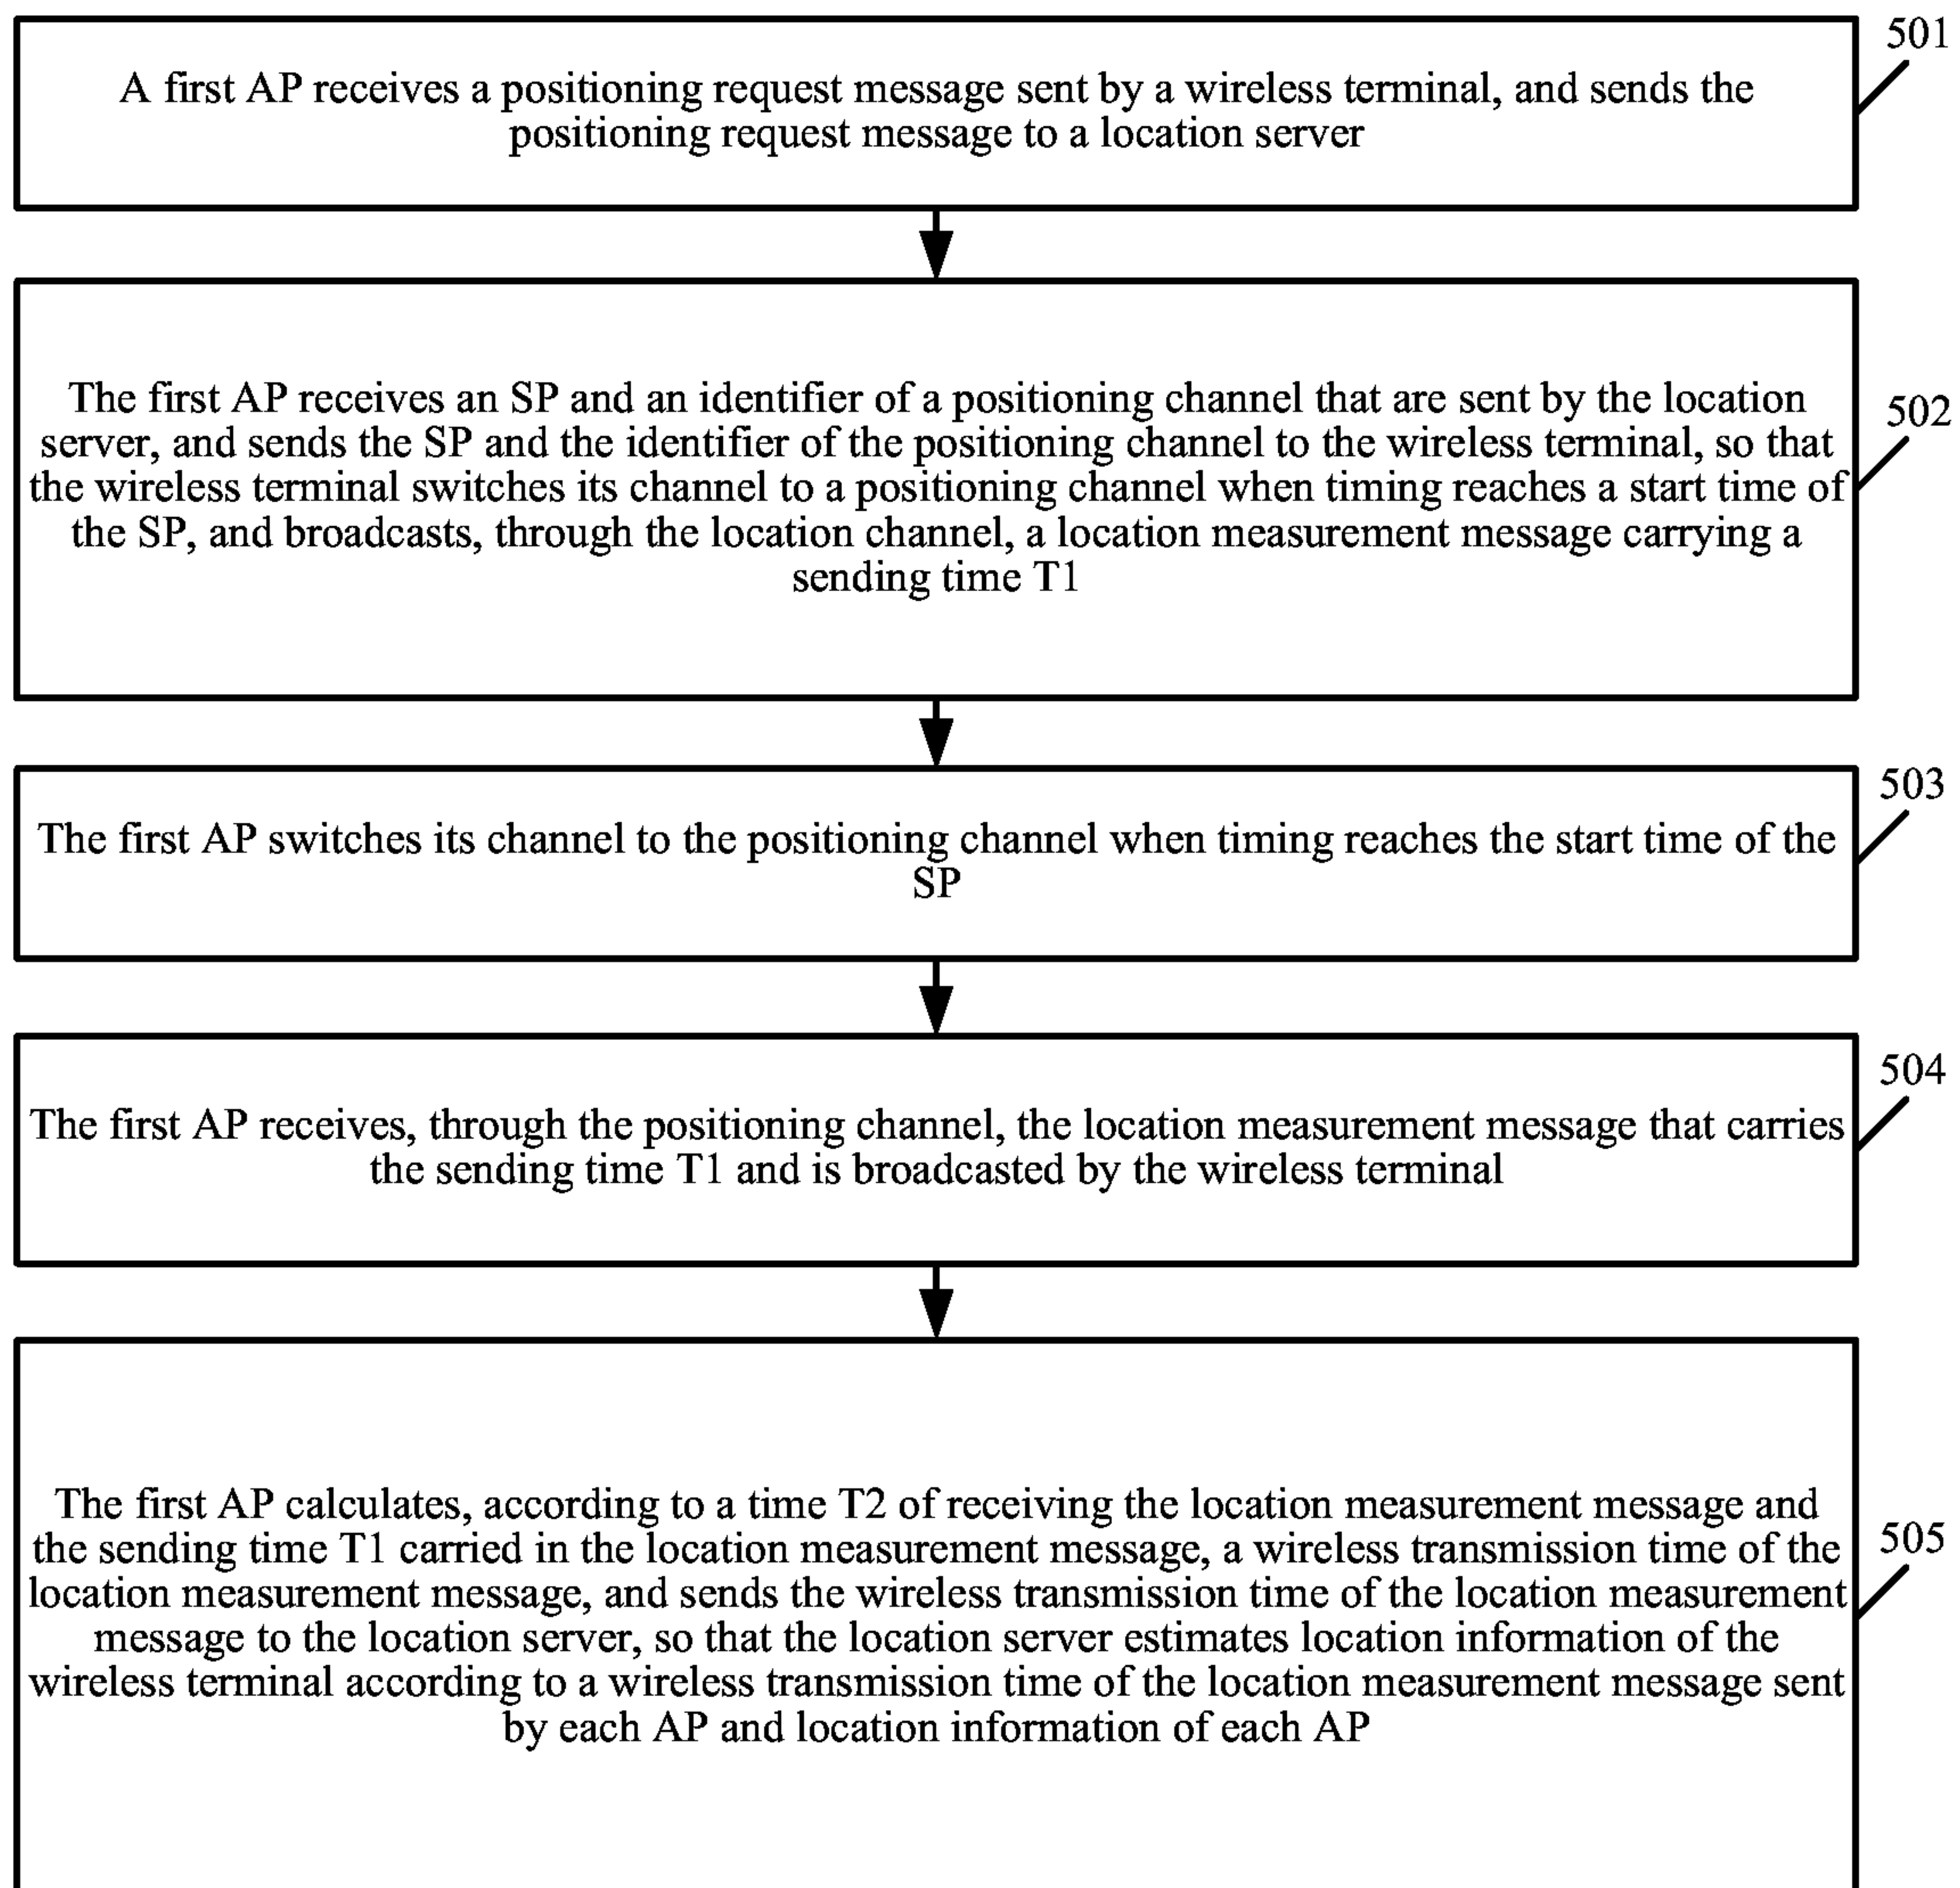 501
A first AP receives a positioning request message sent by a wireless terminal, and sends the
positioning request message to a location server
502
The first AP receives an SP and an identifier of a positioning channel that are sent by the location
server, and sends the SP and the identifier of the positioning channel to the wireless terminal, so that
the wireless terminal switches its channel to a positioning channel when timing reaches a start time of
the SP, and broadcasts, through the location channel, a location measurement message carrying a
sending time T1
503
The first AP switches its channel to the positioning channel when timing reaches the start time of the
SP
504
The first AP receives, through the positioning channel, the location measurement message that carries
the sending time T1 and is broadcasted by the wireless terminal
505
The first AP calculates, according to a time T2 of receiving the location measurement message and
the sending time T1 carried in the location measurement message, a wireless transmission time of the
location measurement message, and sends the wireless transmission time of the location measurement
message to the location server, so that the location server estimates location information of the
wireless terminal according to a wireless transmission time of the location measurement message sent
by each AP and location information of each AP